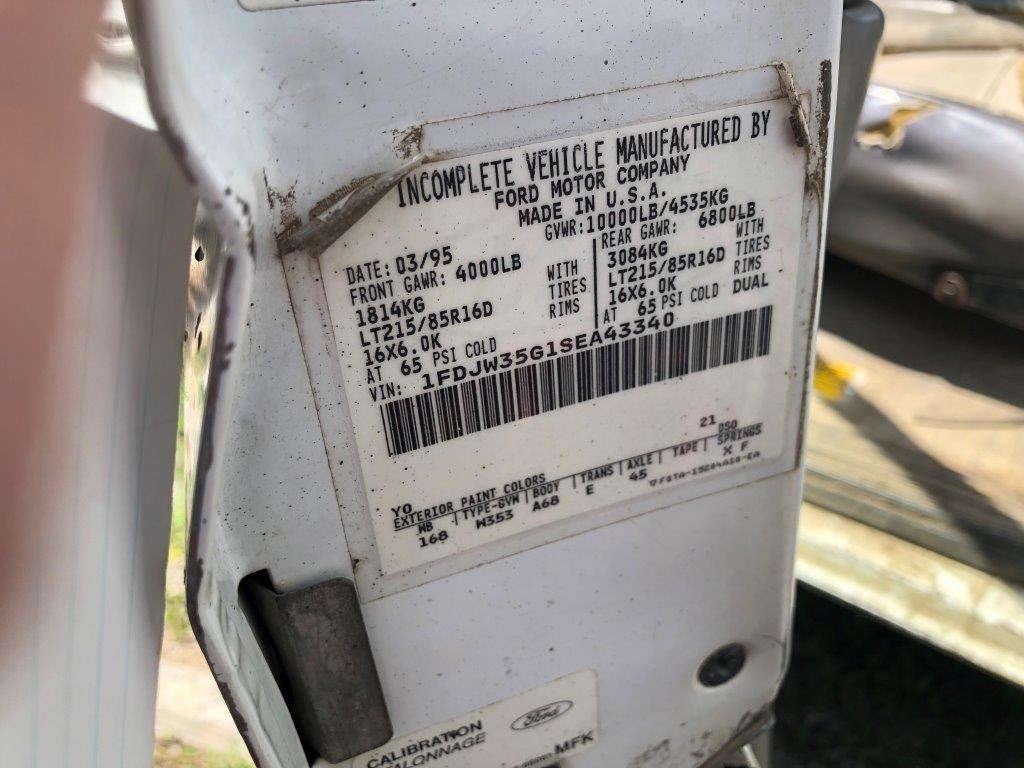 INCOMPLETE VEHICLE MANUFACTURED BY
FORD MOTOR COMPANY
MADE IN U.S.A.
DATE: 03/95 GVWR: 10000LB/4535KG
FRONT GAWR: 4000LB REAR GAWR: 6800LB
1814KG WITH 3084KG WITH
LT215/85R16D TIRES LT215/85R16D TIRES
16X6.0K RIMS 16X6.0K RIMS
AT 65 PSI COLD AT 65 PSI COLD DUAL
VIN: 1FDJW35G1SEA43340
21
YO DSO
EXTERIOR PAINT COLORS
WB TYPE-GVM BODY TRANS AXLE TAPE SPRINGS
168 W353 A68 E 45 X F
CALIBRATION
Ford
MFK